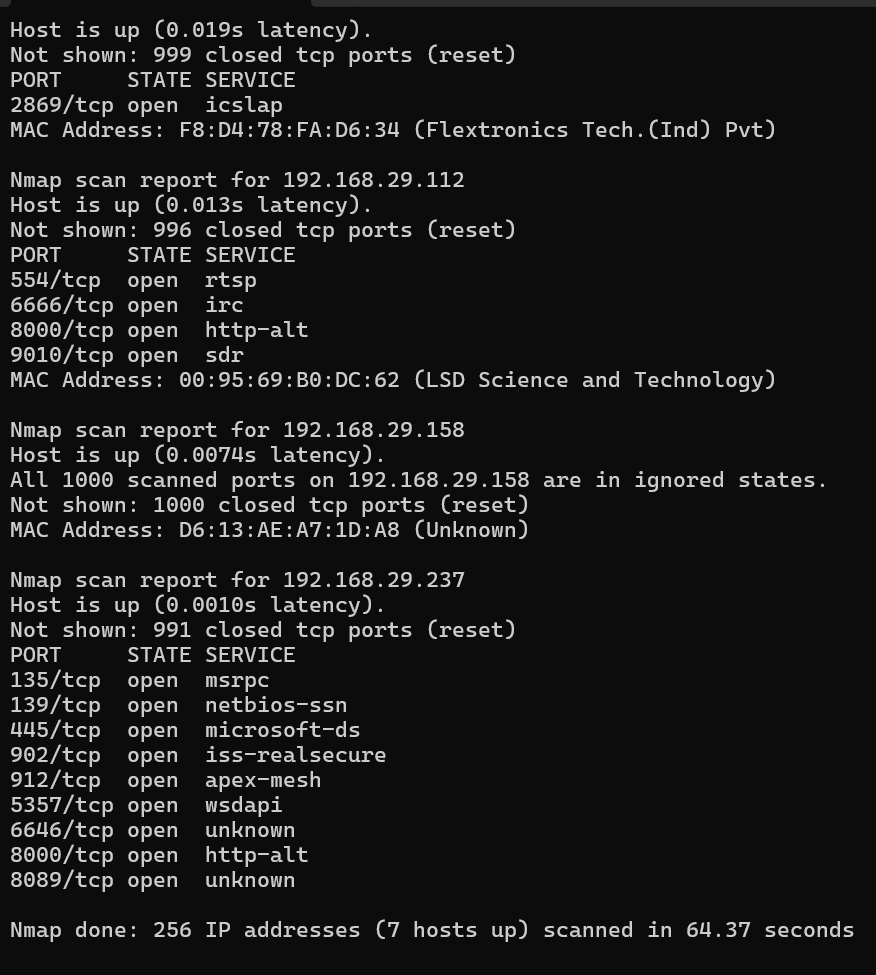 Host is up (0.019s latency).
Not shown: 999 closed tcp ports (reset)
PORT     STATE SERVICE
2869/tcp open  icslap
MAC Address: F8:D4:78:FA:D6:34 (Flextronics Tech.(Ind) Pvt)

Nmap scan report for 192.168.29.112
Host is up (0.013s latency).
Not shown: 996 closed tcp ports (reset)
PORT     STATE SERVICE
554/tcp  open  rtsp
6666/tcp open  irc
8000/tcp open  http-alt
9010/tcp open  sdr
MAC Address: 00:95:69:B0:DC:62 (LSD Science and Technology)

Nmap scan report for 192.168.29.158
Host is up (0.0074s latency).
All 1000 scanned ports on 192.168.29.158 are in ignored states.
Not shown: 1000 closed tcp ports (reset)
MAC Address: D6:13:AE:A7:1D:A8 (Unknown)

Nmap scan report for 192.168.29.237
Host is up (0.0010s latency).
Not shown: 991 closed tcp ports (reset)
PORT     STATE SERVICE
135/tcp  open  msrpc
139/tcp  open  netbios-ssn
445/tcp  open  microsoft-ds
902/tcp  open  iss-realsecure
912/tcp  open  apex-mesh
5357/tcp open  wsdapi
6646/tcp open  unknown
8000/tcp open  http-alt
8089/tcp open  unknown

Nmap done: 256 IP addresses (7 hosts up) scanned in 64.37 seconds